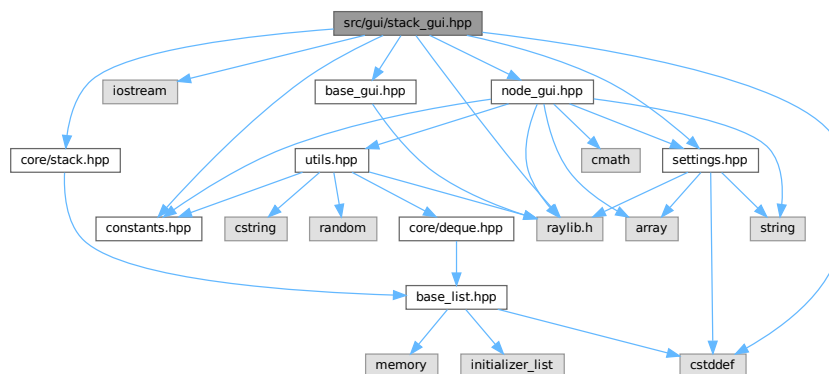 src/gui/stack_gui.hpp
iostream
base_gui.hpp
node_gui.hpp
core/stack.hpp
utils.hpp
cmath
settings.hpp
constants.hpp
cstring
random
core/deque.hpp
raylib.h
array
string
base_list.hpp
memory
initializer_list
cstddef